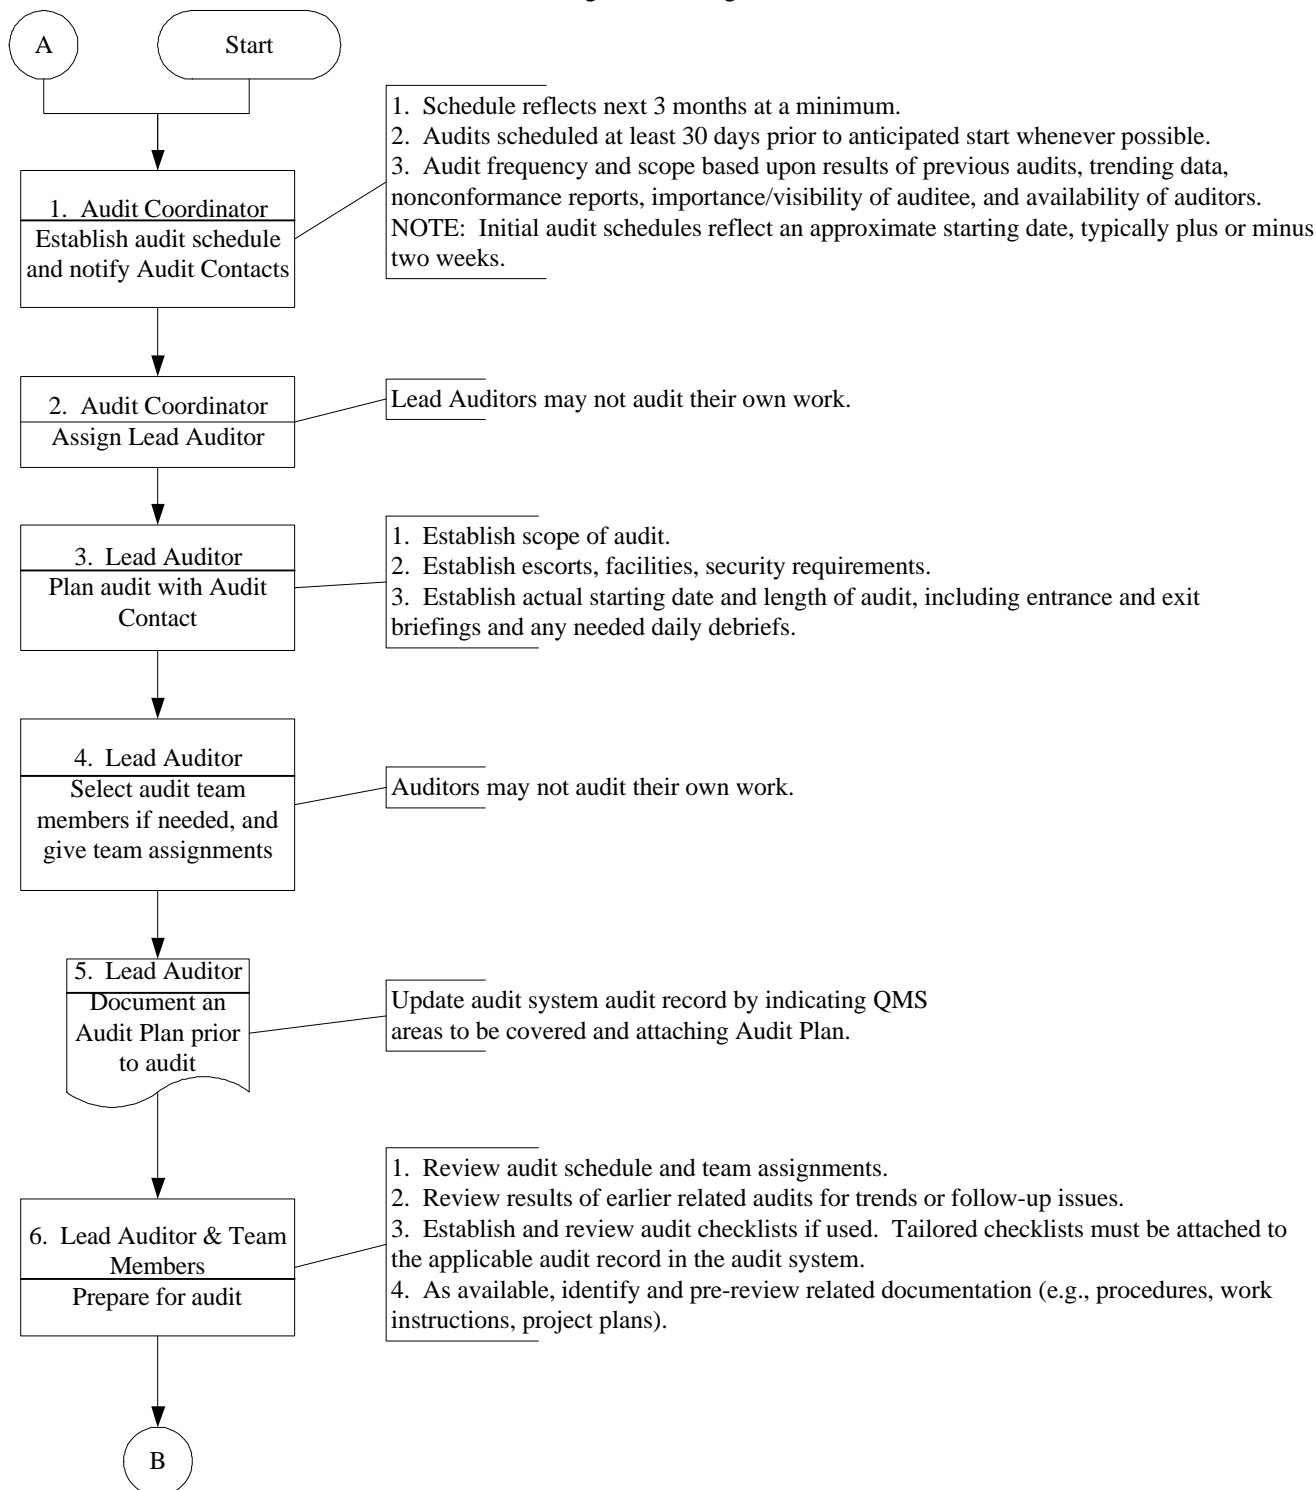 A
Start
1. Schedule reflects next 3 months at a minimum.
2. Audits scheduled at least 30 days prior to anticipated start whenever possible.
3. Audit frequency and scope based upon results of previous audits, trending data,
nonconformance reports, importance/visibility of auditee, and availability of auditors.
NOTE: Initial audit schedules reflect an approximate starting date, typically plus or minus
two weeks.
1. Audit Coordinator
Establish audit schedule
and notify Audit Contacts
2. Audit Coordinator
Assign Lead Auditor
Lead Auditors may not audit their own work.
3. Lead Auditor
Plan audit with Audit
Contact
1. Establish scope of audit.
2. Establish escorts, facilities, security requirements.
3. Establish actual starting date and length of audit, including entrance and exit
briefings and any needed daily debriefs.
4. Lead Auditor
Select audit team
members if needed, and
give team assignments
Auditors may not audit their own work.
5. Lead Auditor
Document an
Audit Plan prior
to audit
Update audit system audit record by indicating QMS
areas to be covered and attaching Audit Plan.
6. Lead Auditor & Team
Members
Prepare for audit
1. Review audit schedule and team assignments.
2. Review results of earlier related audits for trends or follow-up issues.
3. Establish and review audit checklists if used. Tailored checklists must be attached to
the applicable audit record in the audit system.
4. As available, identify and pre-review related documentation (e.g., procedures, work
instructions, project plans).
B